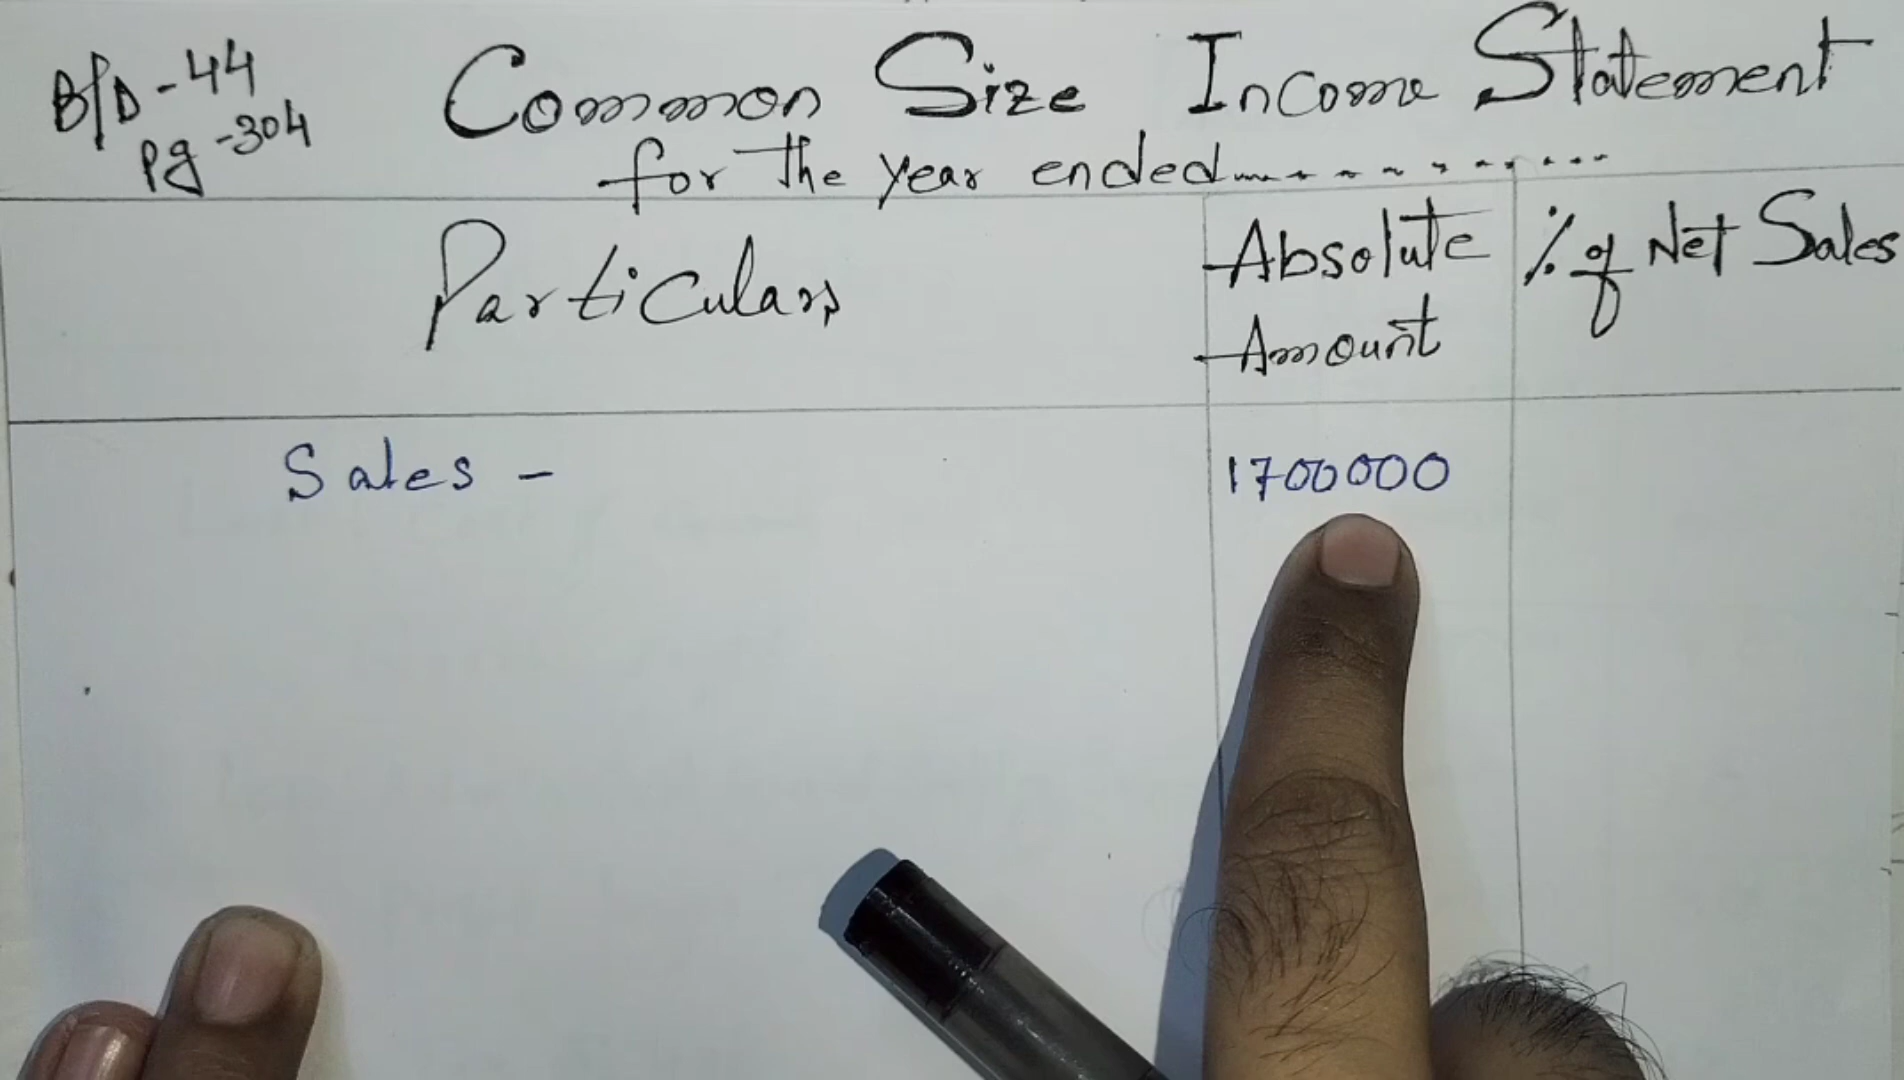 B/D - 44
Pg - 304
Common Size Income Statement
for the year ended............
Particulars
Absolute Amount
% of Net Sales
Sales -
1700000